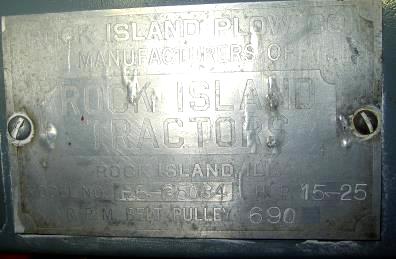 ROCK ISLAND PLOW CO.
MANUFACTURERS OF
ROCK ISLAND
TRACTORS
ROCK ISLAND, ILL.
H.P. 15-25
R.P.M. BELT PULLEY 690